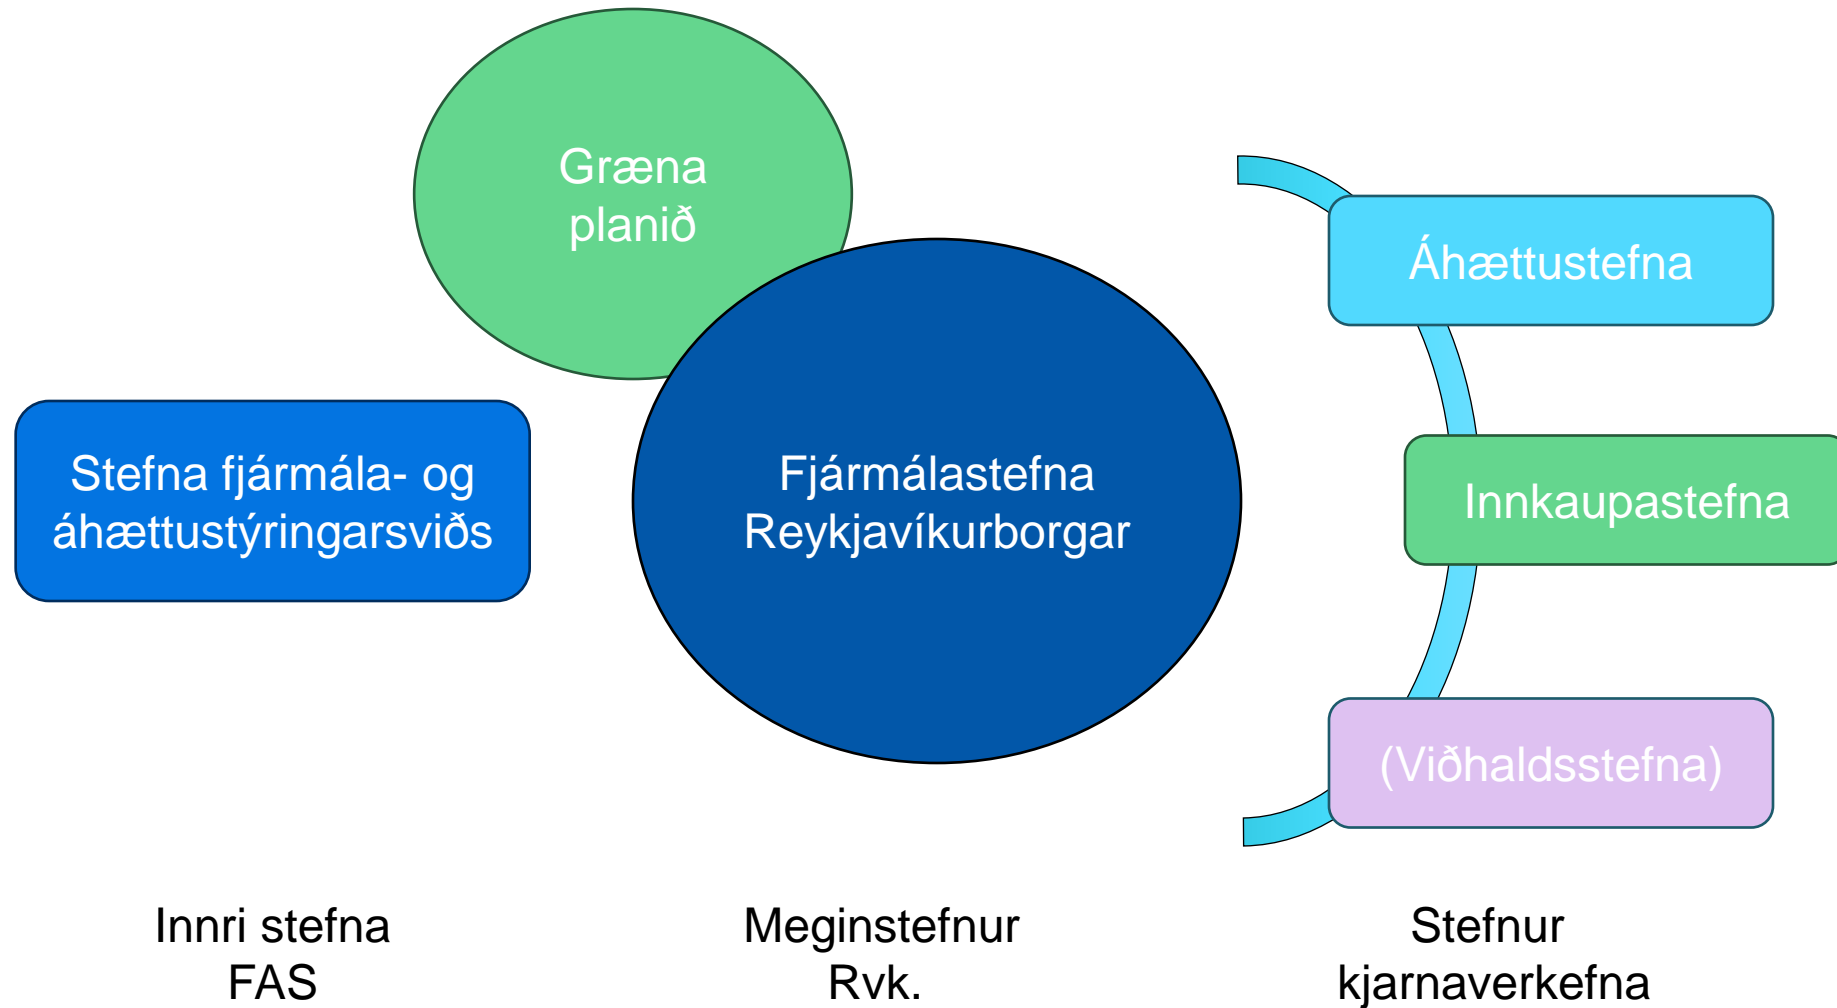 Græna
planið
Áhættustefna
Stefna fjármála- og
áhættustýringarsviðs
Fjármálastefna
Reykjavíkurborgar
Innkaupastefna
(Viðhaldsstefna)
Innri stefna
FAS
Meginstefnur
Rvk.
Stefnur
kjarnaverkefna